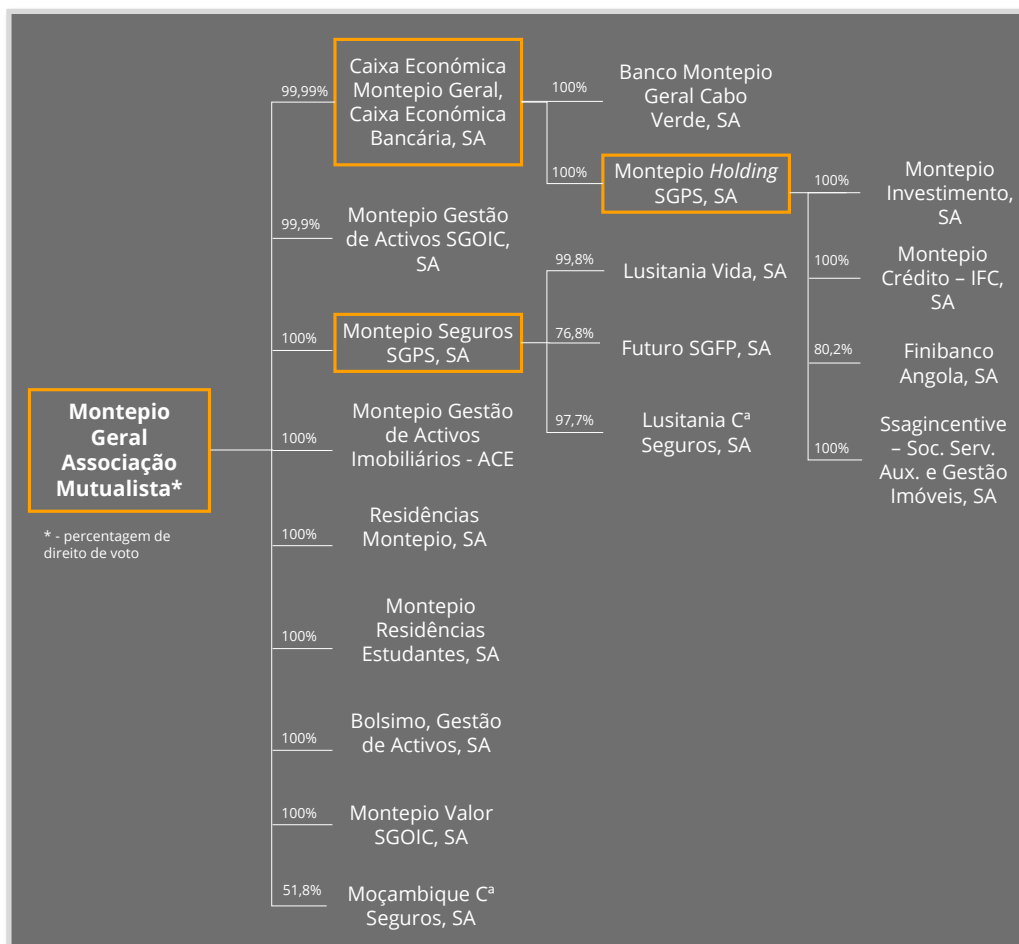 Montepio
Geral
Associação
Mutualista*
* - percentagem de
direito de voto
99,99%
Caixa Económica
Montepio Geral,
Caixa Económica
Bancária, SA
99,9%
Montepio Gestão
de Activos SGOIC,
SA
100%
Montepio Seguros
SGPS, SA
100%
Montepio Gestão
de Activos
Imobiliários - ACE
100%
Residências
Montepio, SA
100%
Montepio
Residências
Estudantes, SA
100%
Bolsimo, Gestão
de Activos, SA
100%
Montepio Valor
SGOIC, SA
51,8%
Moçambique Cª
Seguros, SA
100%
Banco Montepio
Geral Cabo
Verde, SA
100%
Montepio Holding
SGPS, SA
99,8%
Lusitania Vida, SA
76,8%
Futuro SGFP, SA
97,7%
Lusitania Cª
Seguros, SA
100%
Montepio
Investimento,
SA
100%
Montepio
Crédito – IFC,
SA
80,2%
Finibanco
Angola, SA
100%
Ssagincentive
– Soc. Serv.
Aux. e Gestão
Imóveis, SA